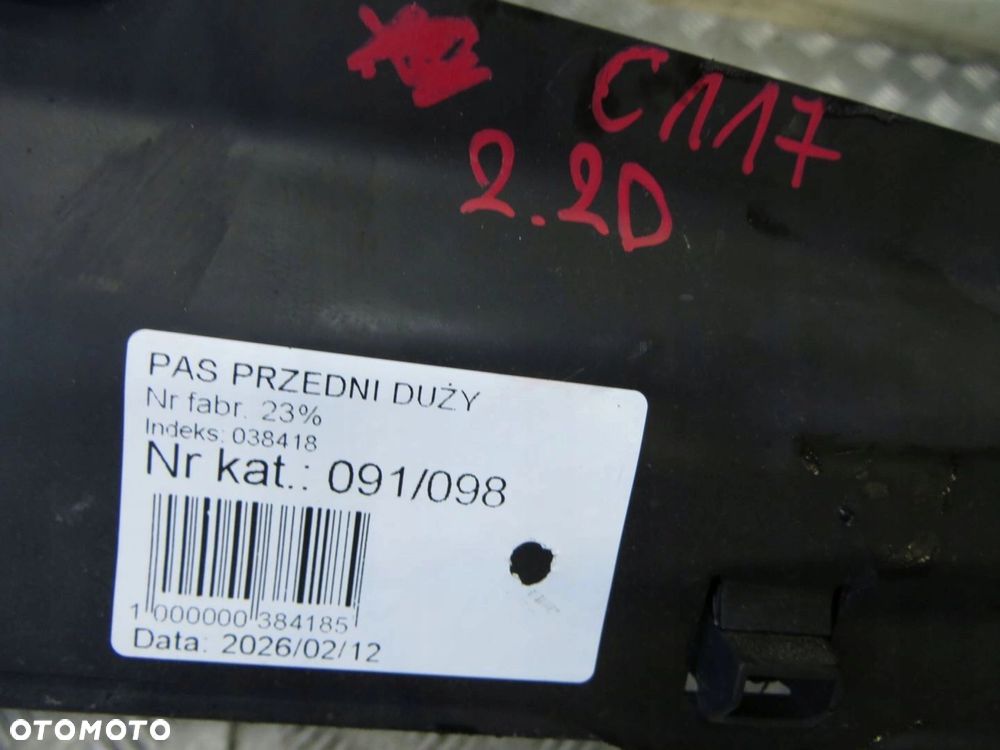 C117
2.2D
PAS PRZEDNI DUŻY
Nr fabr. 23%
Indeks: 038418
Nr kat.: 091/098
1 000000 384185
Data: 2026/02/12
OTOMOTO